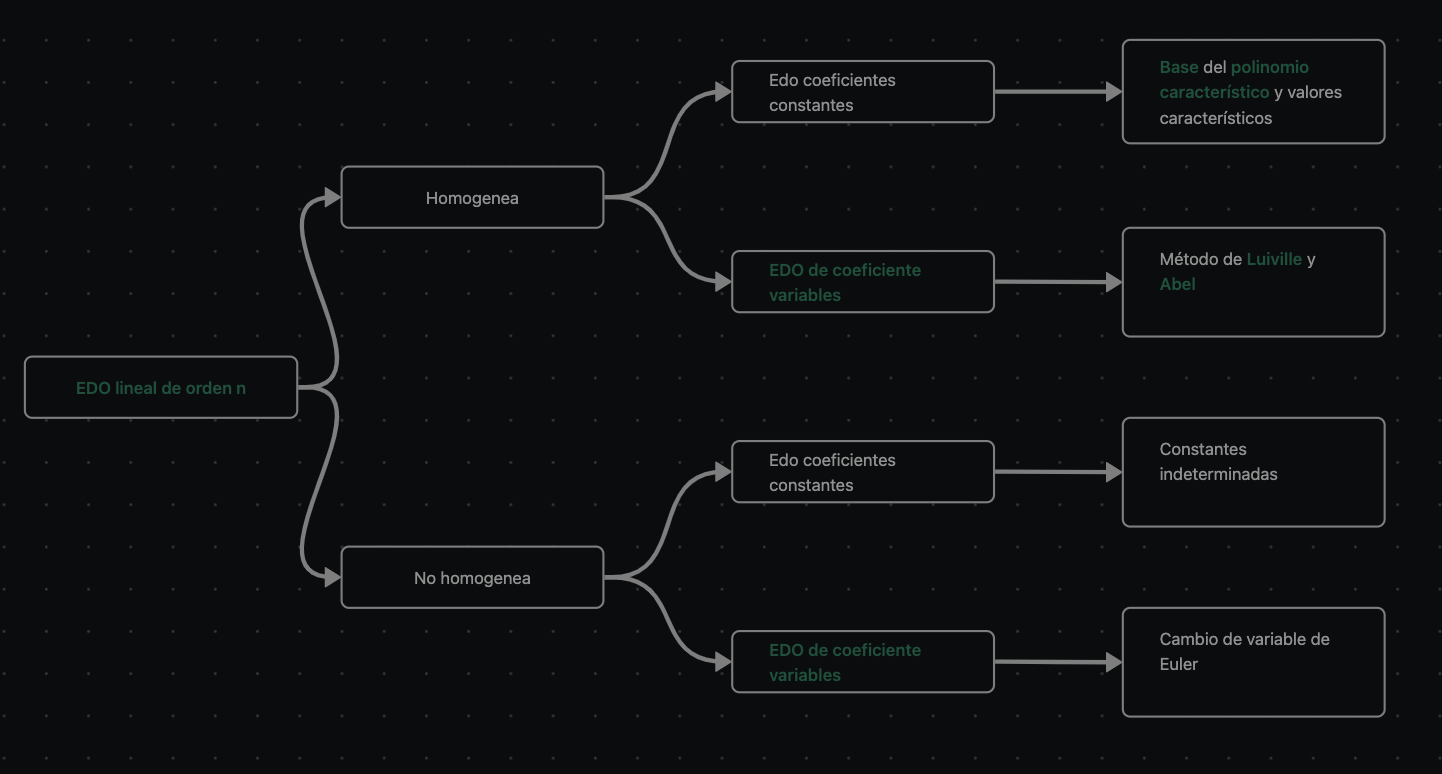 EDO lineal de orden n
Homogenea
Edo coeficientes
constantes
Base del polinomio
característico y valores
característicos
EDO de coeficiente
variables
Método de Luiville y
Abel
No homogenea
Edo coeficientes
constantes
Constantes
indeterminadas
EDO de coeficiente
variables
Cambio de variable de
Euler